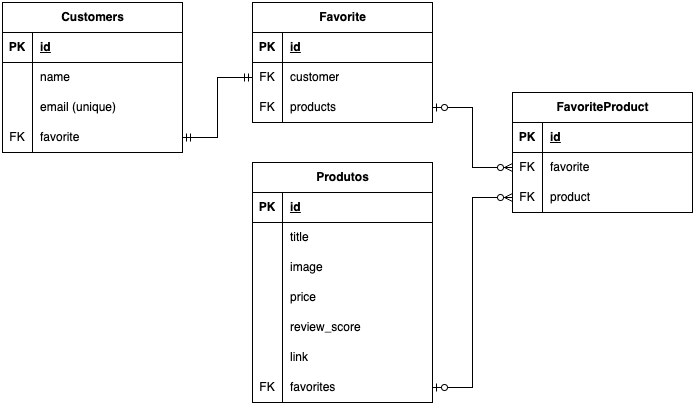 Customers
PK id
name
email (unique)
FK favorite
Favorite
PK id
FK customer
FK products
Produtos
PK id
title
image
price
review_score
link
FK favorites
FavoriteProduct
PK id
FK favorite
FK product